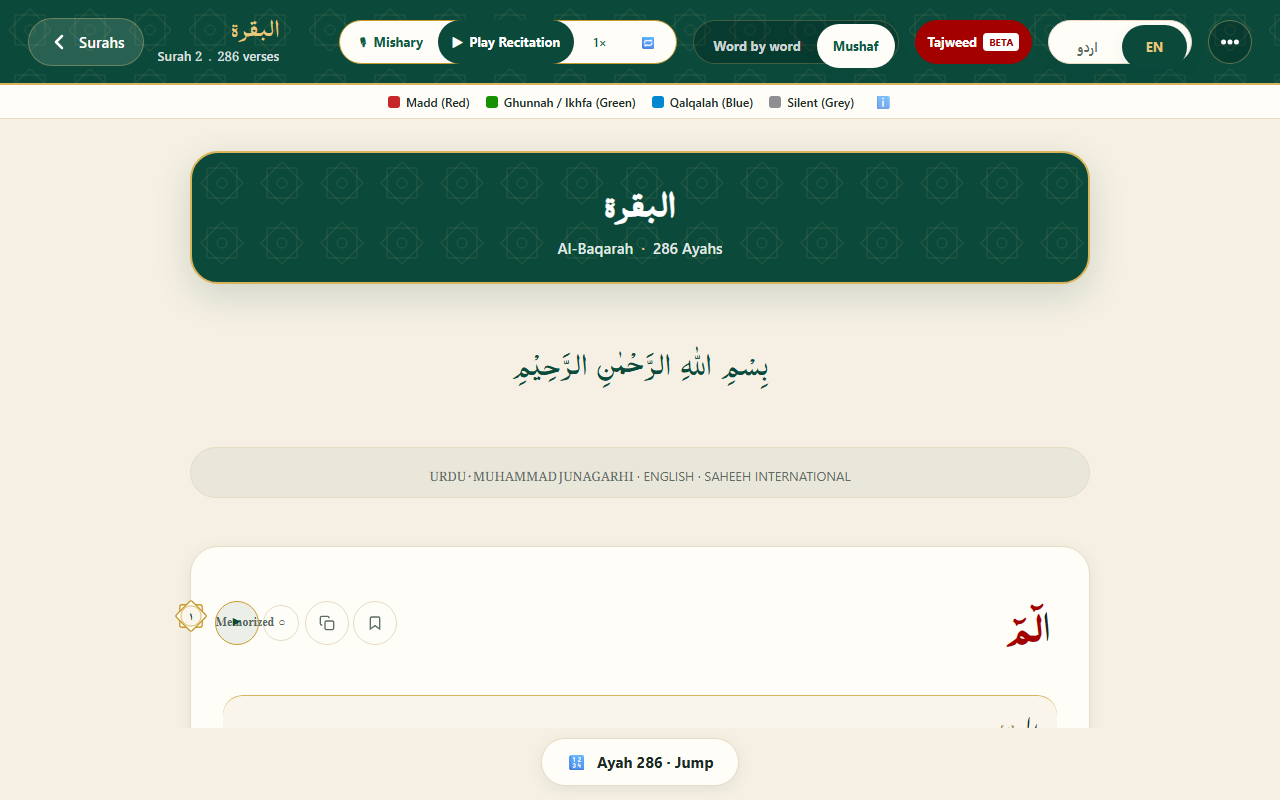 Surahs
البقرة
Surah 2 . 286 verses
Mishary
Play Recitation
1×
Word by word
Mushaf
Tajweed BETA
اردو
EN
Madd (Red)
Ghunnah / Ikhfa (Green)
Qalqalah (Blue)
Silent (Grey)
البقرة
Al-Baqarah · 286 Ayahs
بِسْمِ اللّٰهِ الرَّحْمٰنِ الرَّحِيْمِ
URDU · MUHAMMAD JUNAGARHI · ENGLISH · SAHEEH INTERNATIONAL
١
Memorized
الٓمّٓ
Ayah 286 · Jump